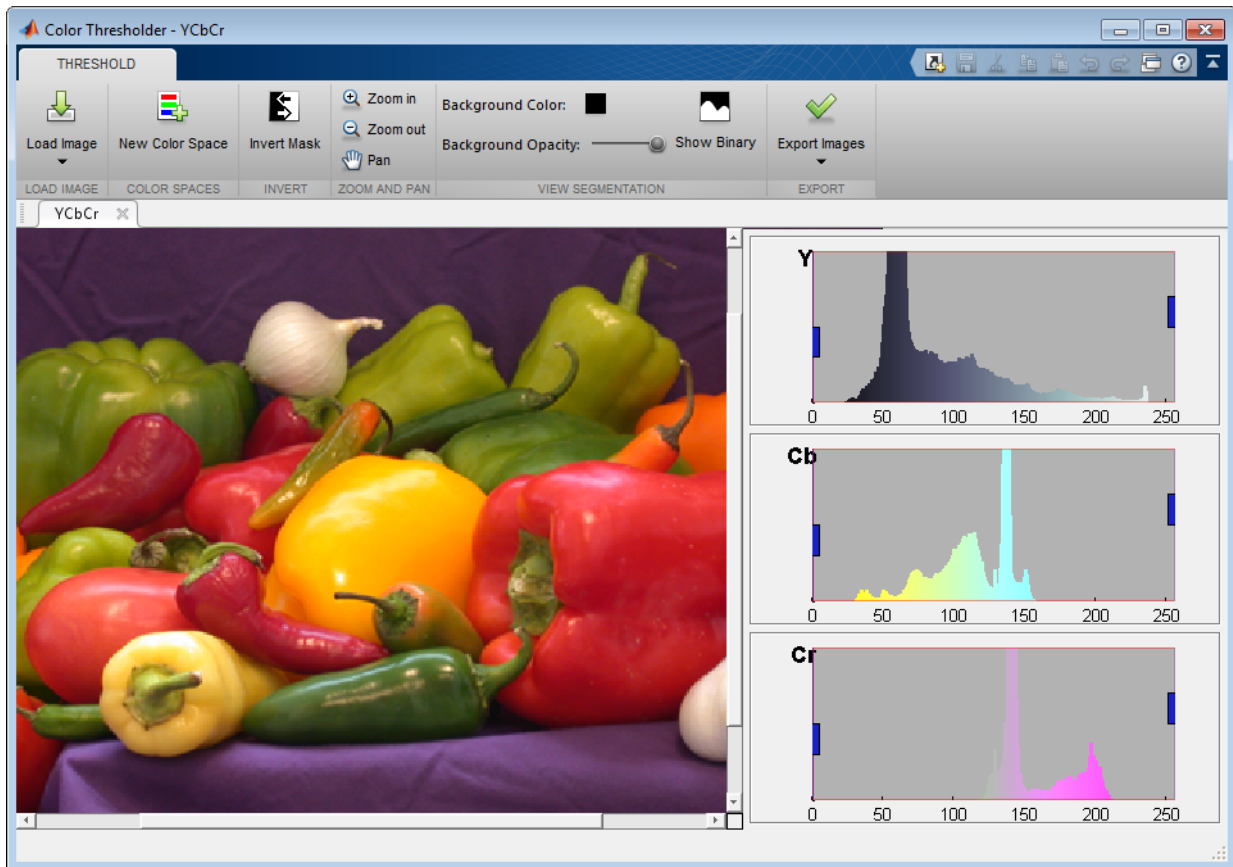 Color Thresholder - YCbCr
THRESHOLD
Load Image
New Color Space
Invert Mask
Zoom in
Zoom out
Pan
Background Color:
Background Opacity:
Show Binary
Export Images
LOAD IMAGE
COLOR SPACES
INVERT
ZOOM AND PAN
VIEW SEGMENTATION
EXPORT
YCbCr
Y
0 50 100 150 200 250
Cb
0 50 100 150 200 250
Cr
0 50 100 150 200 250